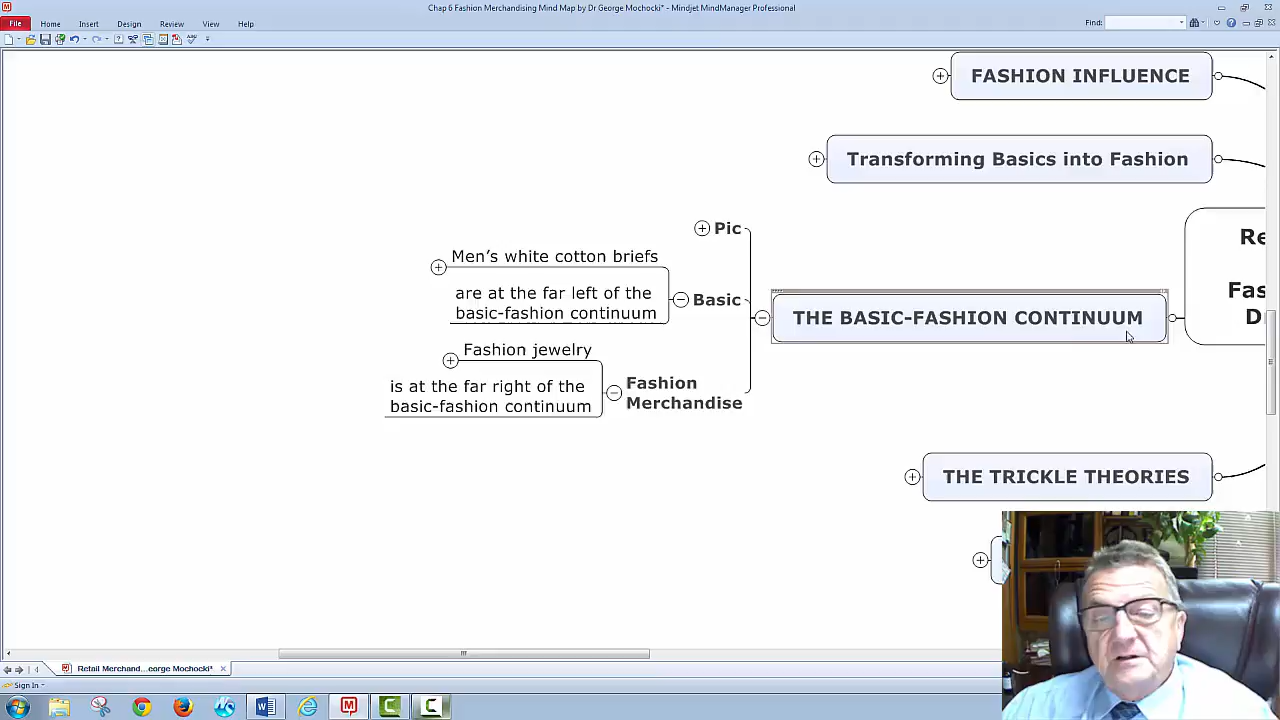 Chap 6 Fashion Merchandising Mind Map by Dr George Mochocki* - Mindjet MindManager Professional
File Home Insert Design Review View Help
Find:
FASHION INFLUENCE
Transforming Basics into Fashion
Pic
Men’s white cotton briefs
are at the far left of the
basic-fashion continuum
Basic
THE BASIC-FASHION CONTINUUM
Fashion jewelry
is at the far right of the
basic-fashion continuum
Fashion
Merchandise
THE TRICKLE THEORIES
Retail Merchand...corge Mochocki*
Sign In